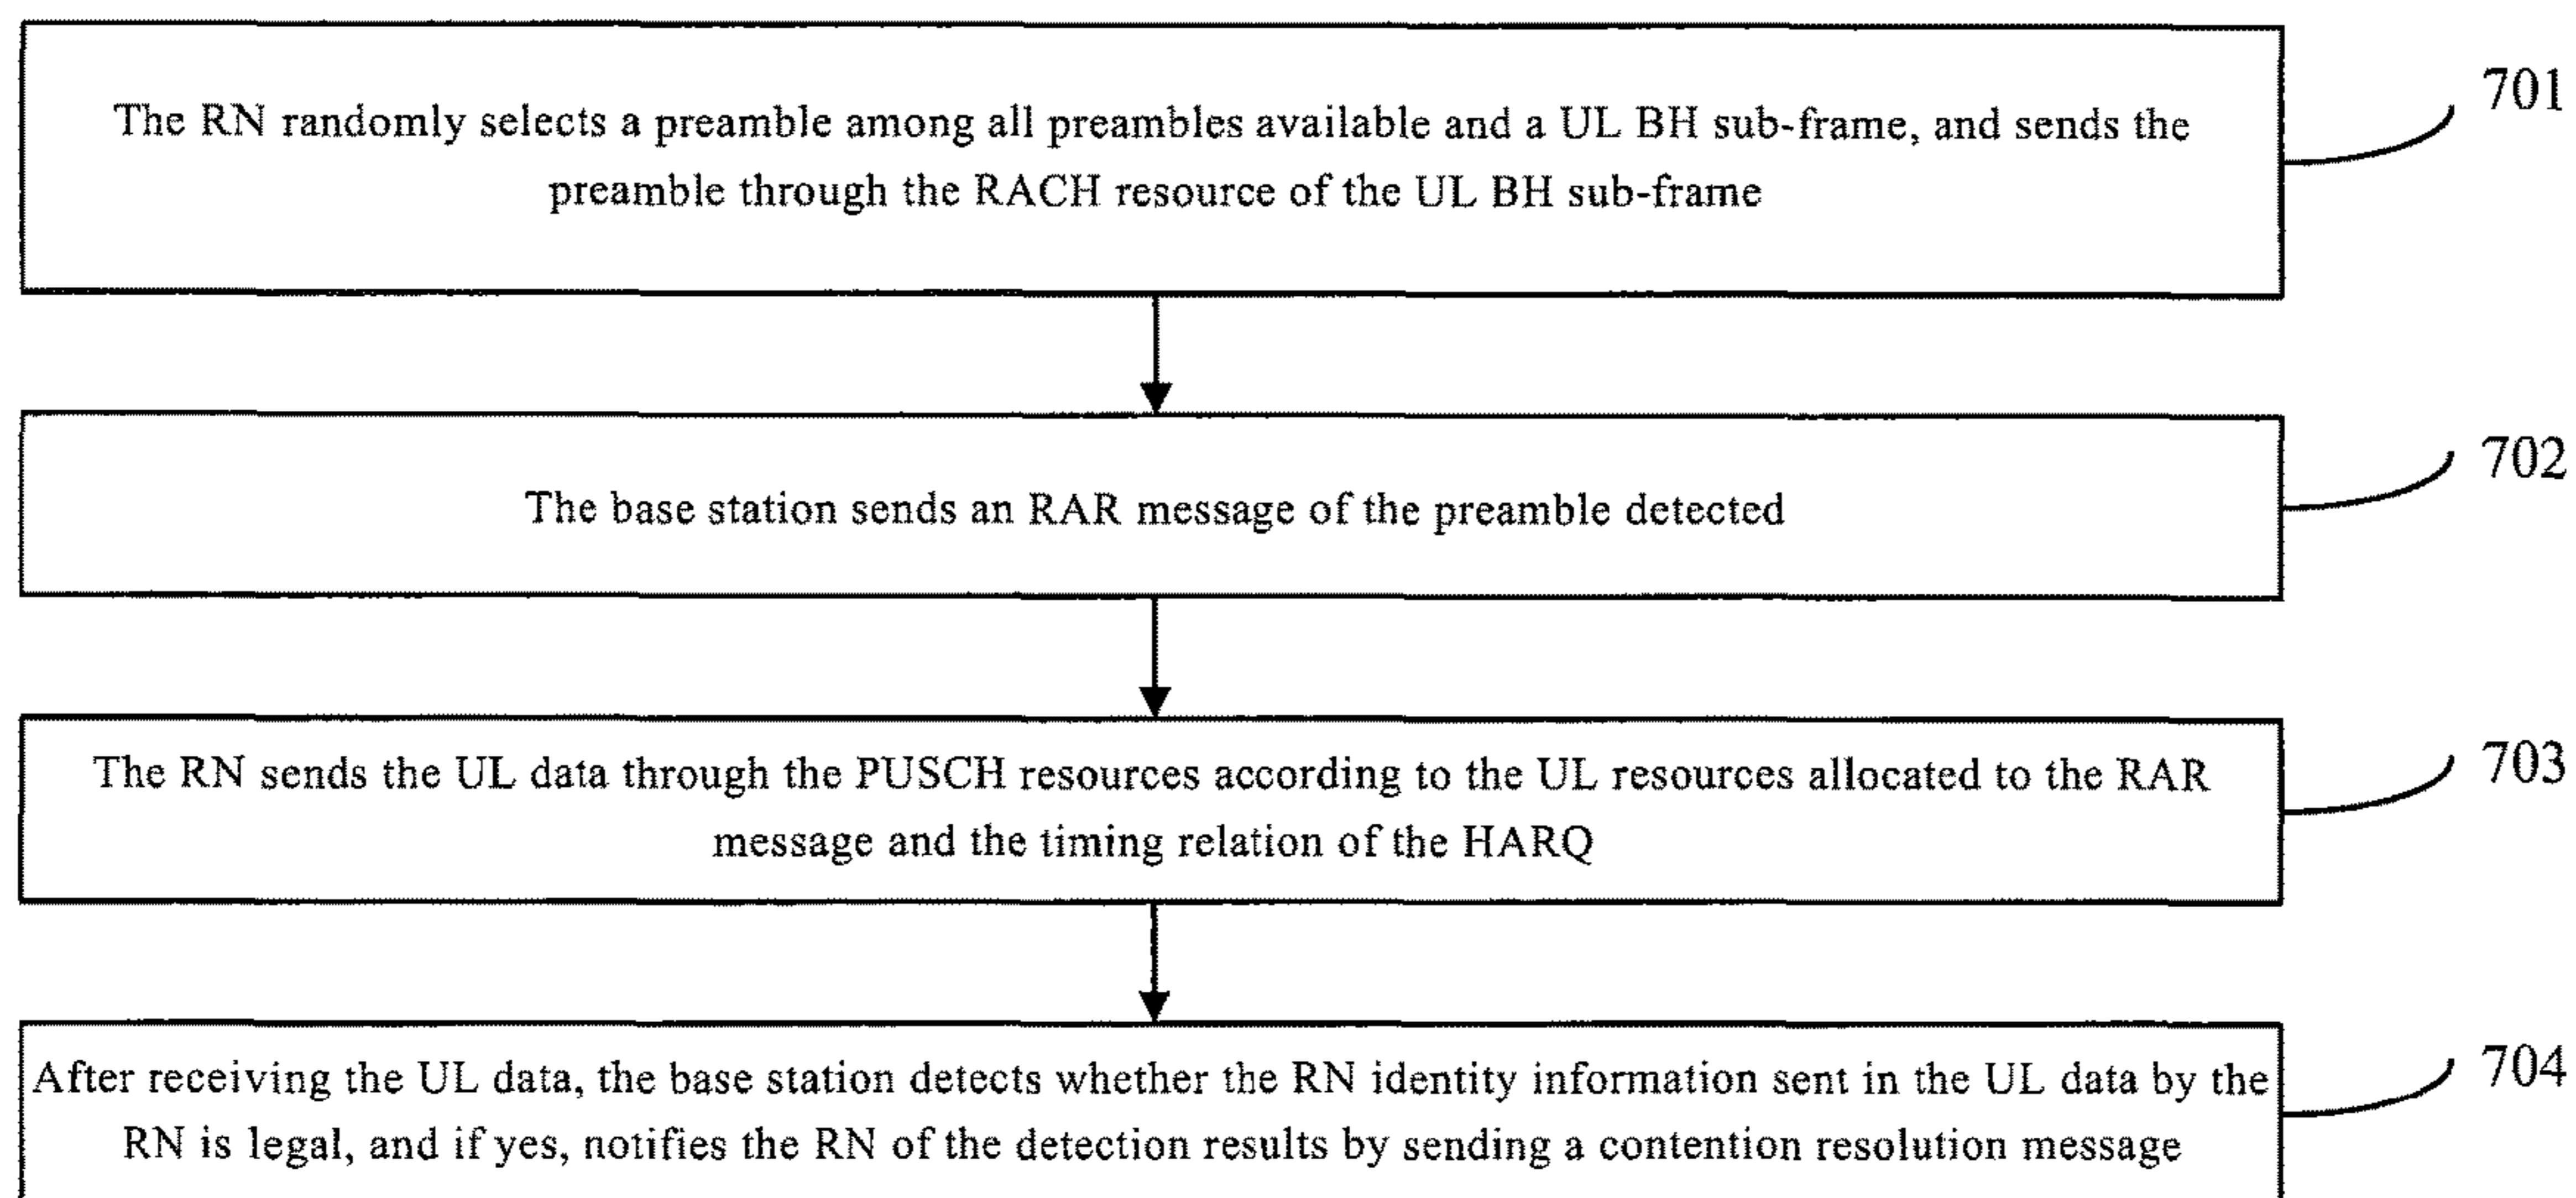 The RN randomly selects a preamble among all preambles available and a UL BH sub-frame, and sends the
preamble through the RACH resource of the UL BH sub-frame
701
The base station sends an RAR message of the preamble detected
702
The RN sends the UL data through the PUSCH resources according to the UL resources allocated to the RAR
message and the timing relation of the HARQ
703
After receiving the UL data, the base station detects whether the RN identity information sent in the UL data by the
RN is legal, and if yes, notifies the RN of the detection results by sending a contention resolution message
704